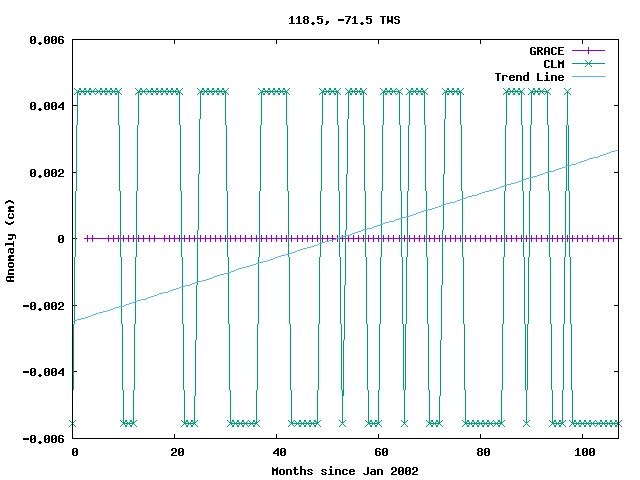 118.5, -71.5 TWS
GRACE
CLM
Trend Line
0.006
0.004
0.002
0
-0.002
-0.004
-0.006
Anomaly (cm)
0 20 40 60 80 100
Months since Jan 2002